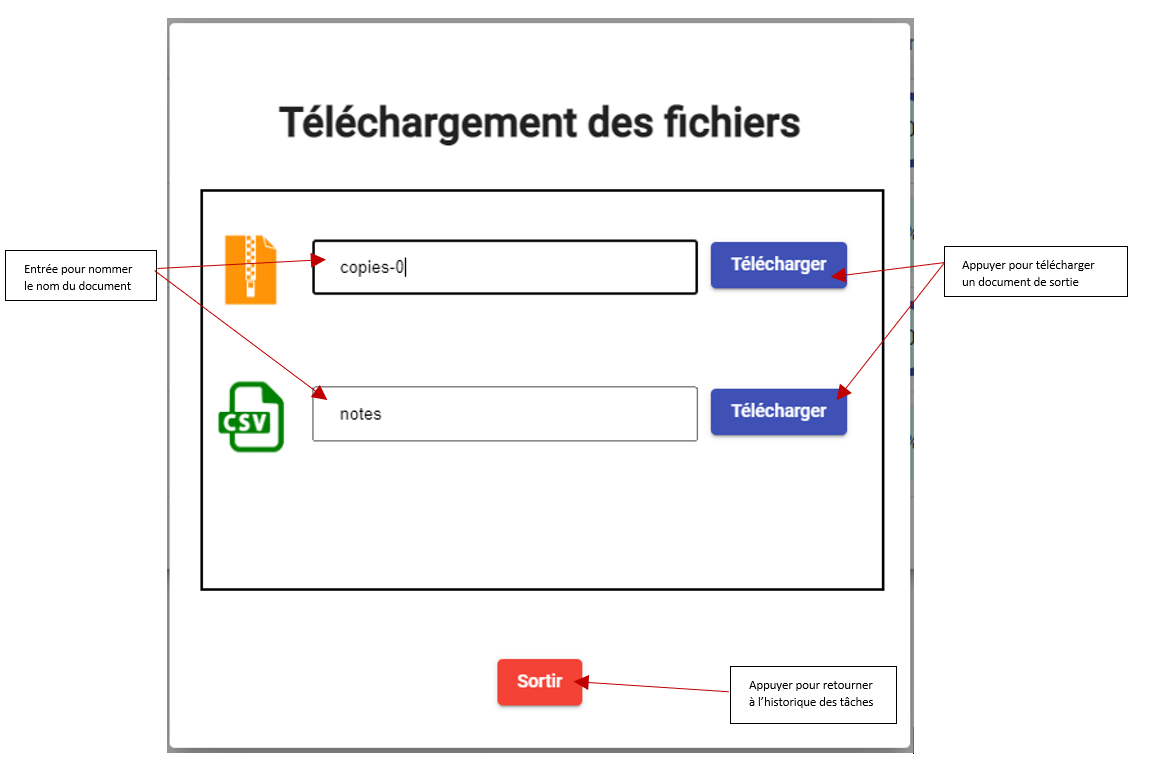 Téléchargement des fichiers
Entrée pour nommer
le nom du document
copies-0
Télécharger
Appuyer pour télécharger
un document de sortie
CSV
notes
Télécharger
Sortir
Appuyer pour retourner
à l'historique des tâches